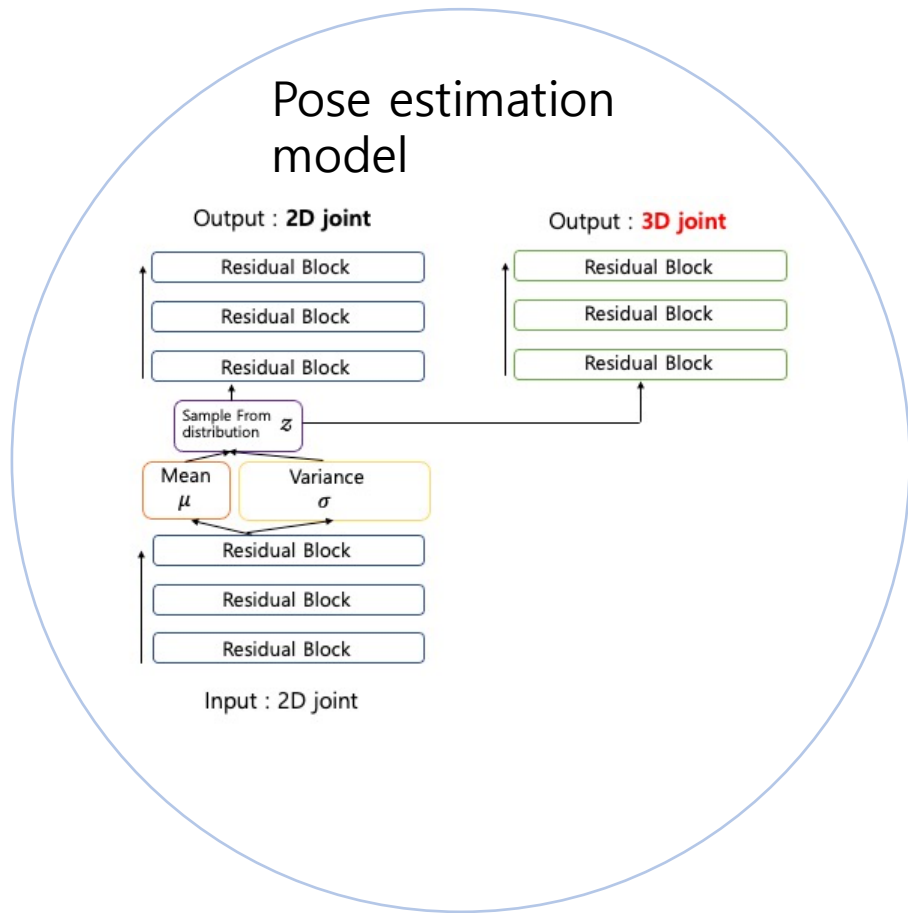 Pose estimation
model
Output : 2D joint
Residual Block
Residual Block
Residual Block
Output : 3D joint
Residual Block
Residual Block
Residual Block
Sample From
distribution z
Mean
μ
Variance
σ
Residual Block
Residual Block
Residual Block
Input : 2D joint